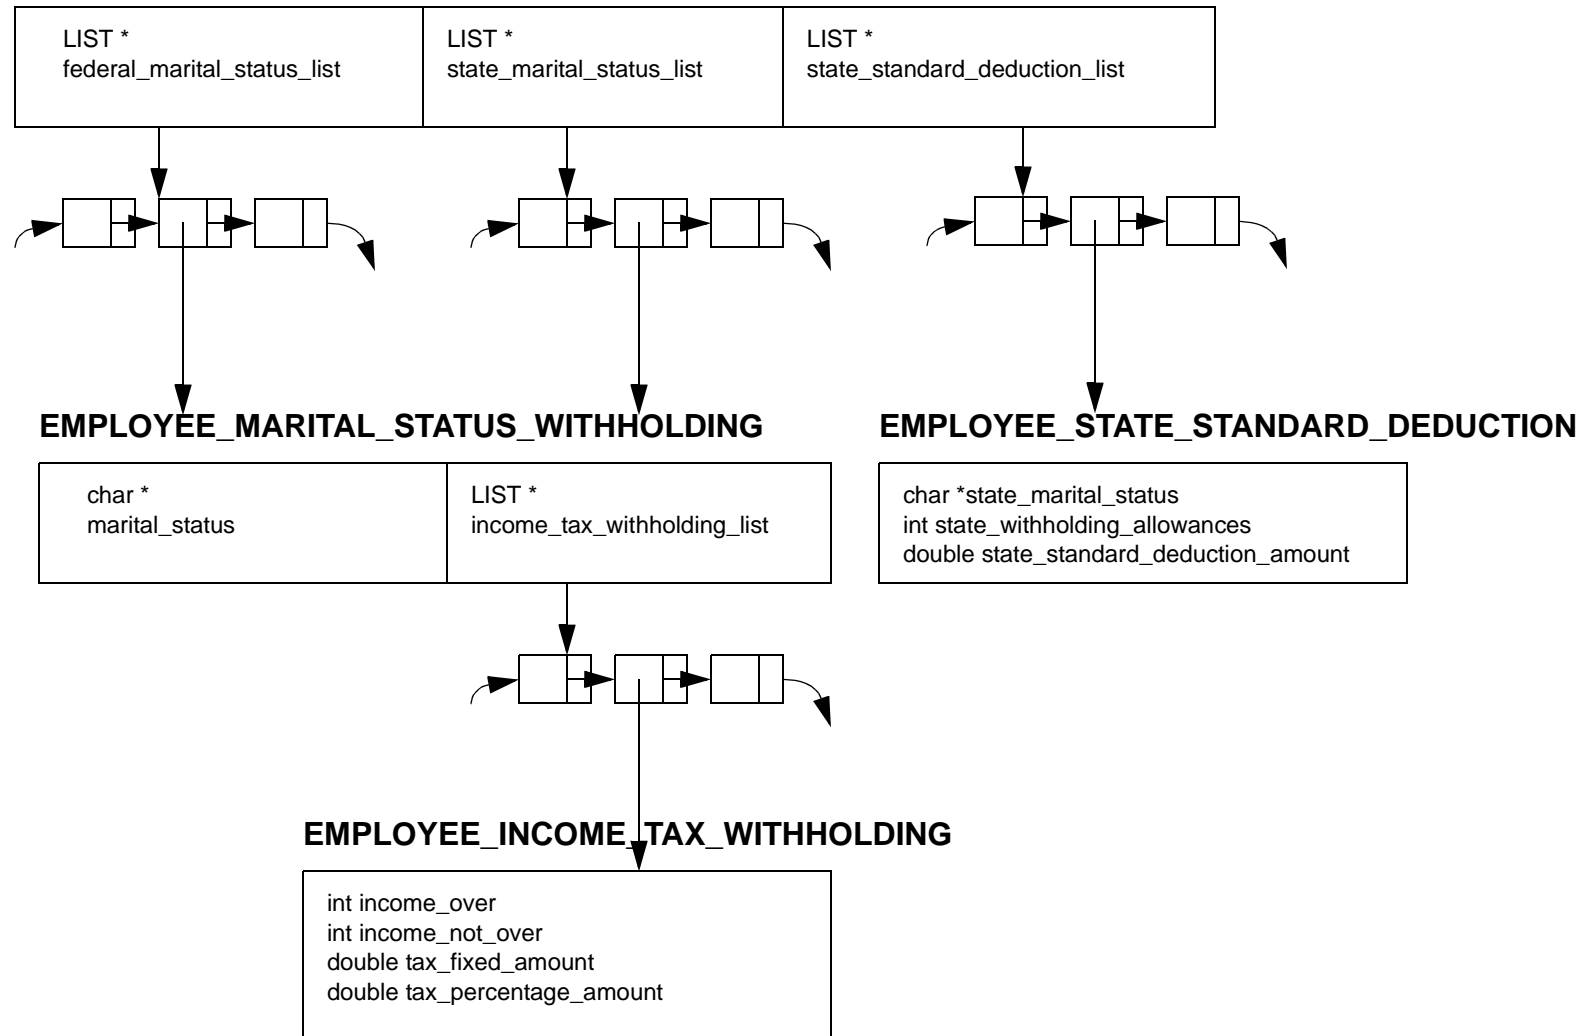 LIST *
federal_marital_status_list
LIST *
state_marital_status_list
LIST *
state_standard_deduction_list
EMPLOYEE_MARITAL_STATUS_WITHHOLDING
EMPLOYEE_STATE_STANDARD_DEDUCTION
char *
marital_status
LIST *
income_tax_withholding_list
char *state_marital_status
int state_withholding_allowances
double state_standard_deduction_amount
EMPLOYEE_INCOME_TAX_WITHHOLDING
int income_over
int income_not_over
double tax_fixed_amount
double tax_percentage_amount